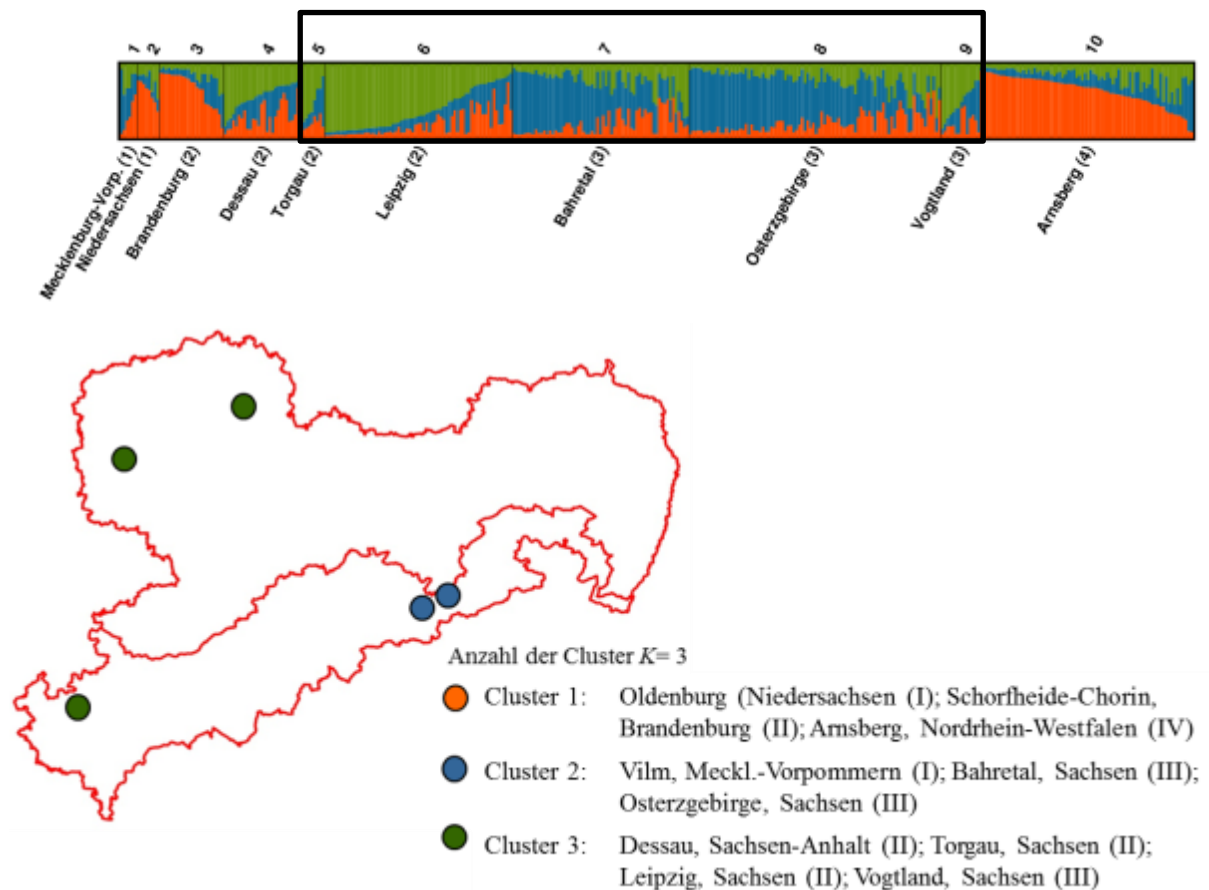 1 2 3 4 5 6 7 8 9 10
Mecklenburg-Vorp. (1)
Niedersachsen (1)
Brandenburg (2)
Dessau (2)
Torgau (2)
Leipzig (2)
Bahretal (3)
Osterzgebirge (3)
Vogtland (3)
Arnsberg (4)
Anzahl der Cluster K= 3
Cluster 1: Oldenburg (Niedersachsen (I); Schorfheide-Chorin,
Brandenburg (II); Arnsberg, Nordrhein-Westfalen (IV)
Cluster 2: Vilm, Meckl.-Vorpommern (I); Bahretal, Sachsen (III);
Osterzgebirge, Sachsen (III)
Cluster 3: Dessau, Sachsen-Anhalt (II); Torgau, Sachsen (II);
Leipzig, Sachsen (II); Vogtland, Sachsen (III)